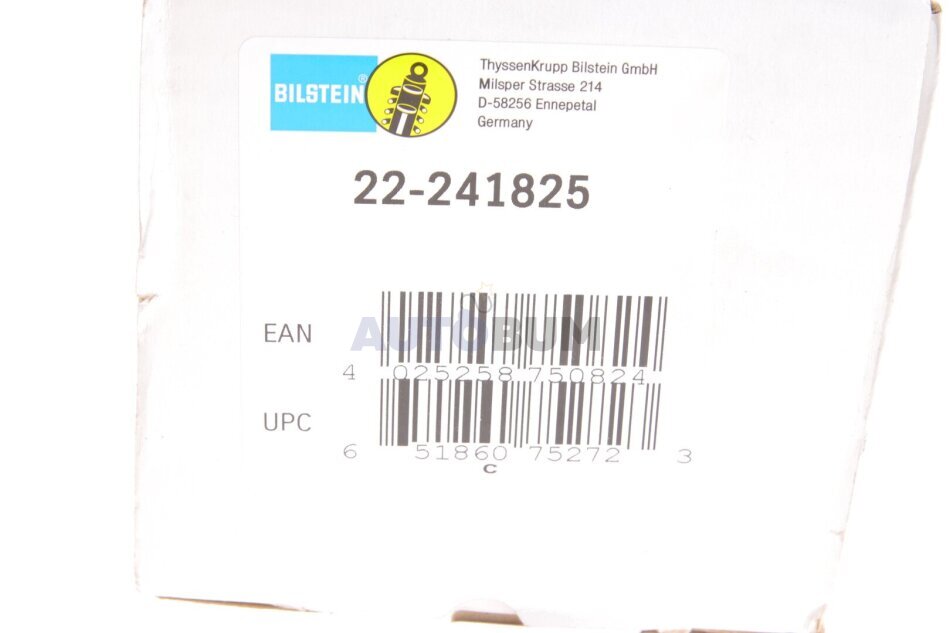 BILSTEIN®
ThyssenKrupp Bilstein GmbH
Milsper Strasse 214
D-58256 Ennepetal
Germany
22-241825
AUTOBUM
EAN
4 025258 750824
UPC
6 51860 75272 3
C